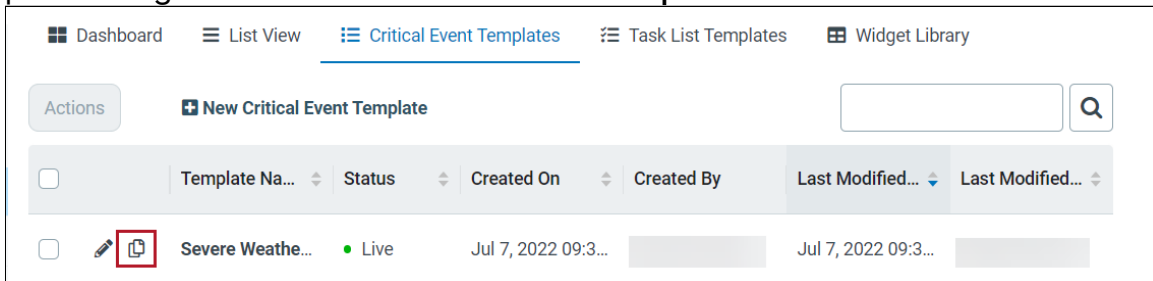 Dashboard List View Critical Event Templates Task List Templates Widget Library
Actions New Critical Event Template
Template Na... Status Created On Created By Last Modified... Last Modified...
Severe Weathe... Live Jul 7, 2022 09:3... Jul 7, 2022 09:3...